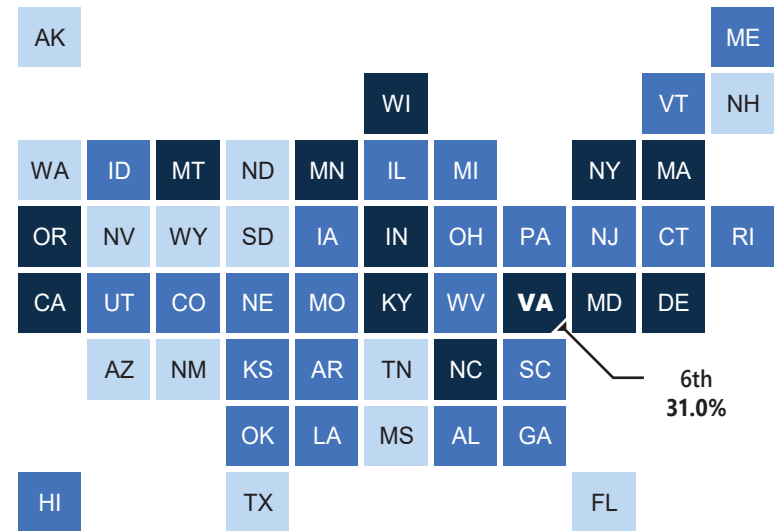 AK ME
WI VT NH
WA ID MT ND MN IL MI NY MA
OR NV WY SD IA IN OH PA NJ CT RI
CA UT CO NE MO KY WV VA MD DE
AZ NM KS AR TN NC SC
6th
31.0%
OK LA MS AL GA
HI TX FL